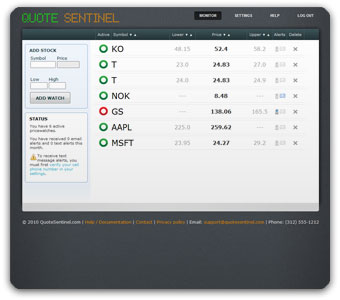 QUOTE SENTINEL
MONITOR SETTINGS HELP LOG OUT
ADD STOCK
Symbol Price
Low High
ADD WATCH
STATUS
You have 6 active
pricewatches.
You have received 9 email
alerts and 0 text alerts this
month.
To receive text
message alerts, you
must first verify your cell
phone number in your
settings.
Active Symbol ▼▲ Lower ▼▲ Price ▼▲ Upper ▼▲ Alerts Delete
KO 48.15 52.4 58.2
T 23.0 24.83 27.0
T 24.0 24.83 24.9
NOK --- 8.48 ---
GS --- 138.06 165.5
AAPL 225.0 259.62 ---
MSFT 23.95 24.27 29.2
© 2010 QuoteSentinel.com | Help / Documentation | Contact | Privacy policy | Email: support@quotesentinel.com | Phone: (312) 555-1212